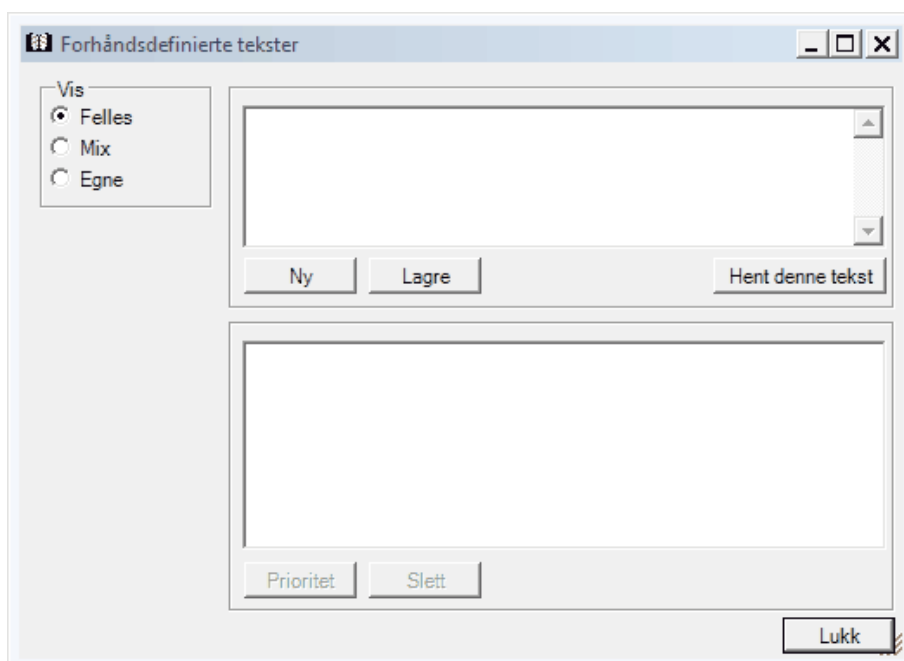 Forhåndsdefinierte tekster
Vis
Felles
Mix
Egne
Ny Lagre Hent denne tekst
Prioritet Slett
Lukk